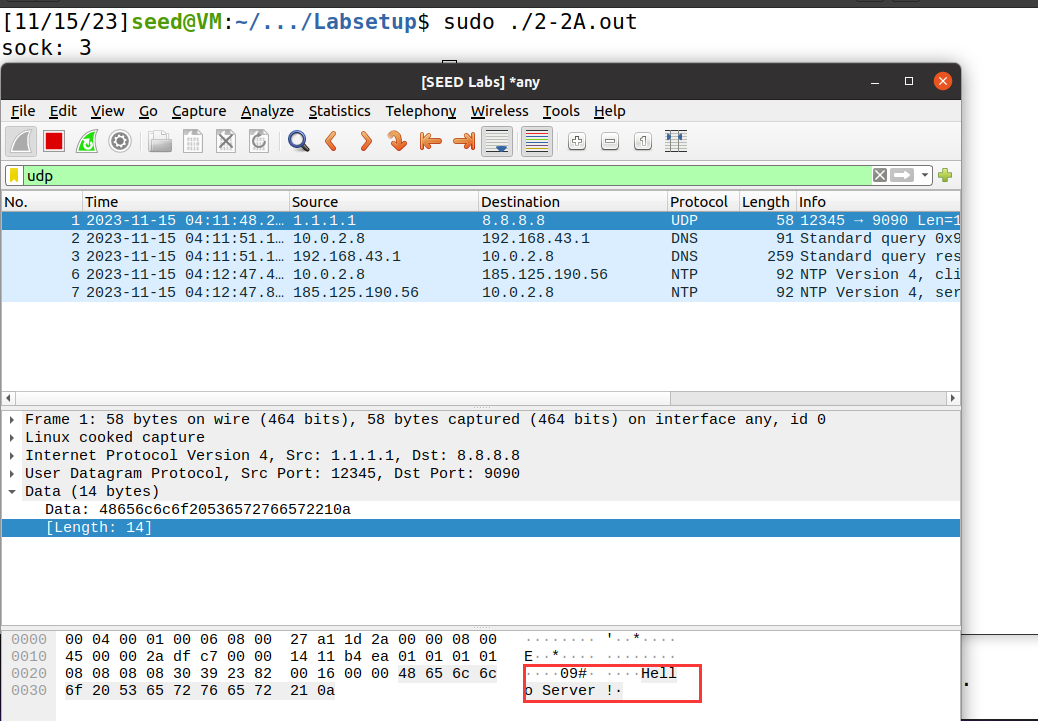 [11/15/23]seed@VM:~/.../Labsetup$ sudo ./2-2A.out
sock: 3
[SEED Labs] *any
File Edit View Go Capture Analyze Statistics Telephony Wireless Tools Help
udp
No. Time Source Destination Protocol Length Info
1 2023-11-15 04:11:48.2… 1.1.1.1 8.8.8.8 UDP 58 12345 → 9090 Len=1
2 2023-11-15 04:11:51.1… 10.0.2.8 192.168.43.1 DNS 91 Standard query 0x9
3 2023-11-15 04:11:51.1… 192.168.43.1 10.0.2.8 DNS 259 Standard query res
6 2023-11-15 04:12:47.4… 10.0.2.8 185.125.190.56 NTP 92 NTP Version 4, cli
7 2023-11-15 04:12:47.8… 185.125.190.56 10.0.2.8 NTP 92 NTP Version 4, ser
Frame 1: 58 bytes on wire (464 bits), 58 bytes captured (464 bits) on interface any, id 0
Linux cooked capture
Internet Protocol Version 4, Src: 1.1.1.1, Dst: 8.8.8.8
User Datagram Protocol, Src Port: 12345, Dst Port: 9090
Data (14 bytes)
Data: 48656c6c6f20536572766572210a
[Length: 14]
0000 00 04 00 01 00 06 08 00 27 a1 1d 2a 00 00 08 00 ········ '··*····
0010 45 00 00 2a df c7 00 00 14 11 b4 ea 01 01 01 01 E··*···· ········
0020 08 08 08 08 30 39 23 82 00 16 00 00 48 65 6c 6c ····09#· ····Hell
0030 6f 20 53 65 72 76 65 72 21 0a o Server !·
.